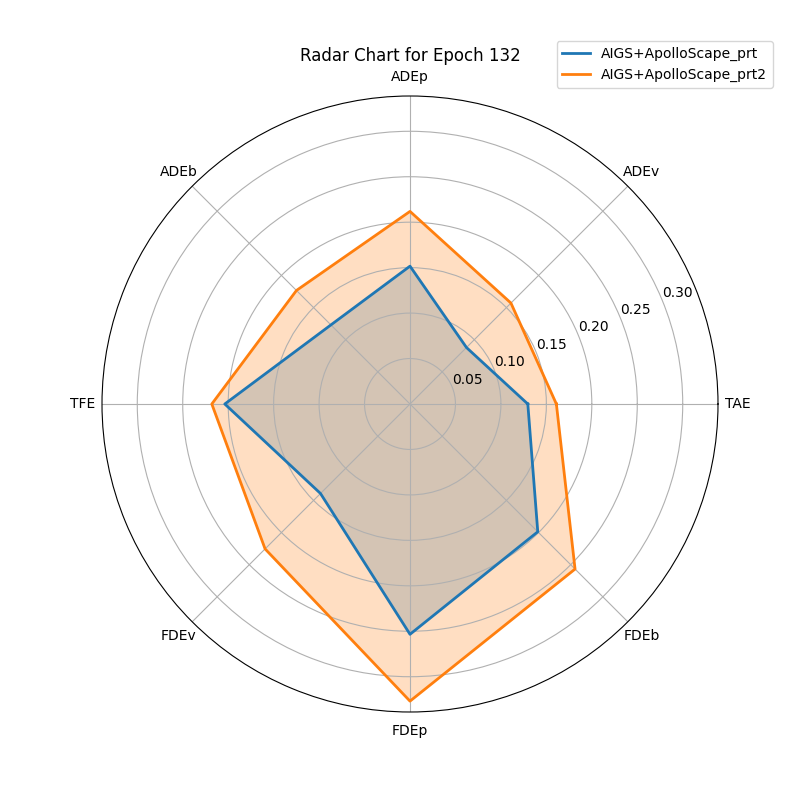 Radar Chart for Epoch 132
AIGS+ApolloScape_prt
AIGS+ApolloScape_prt2
ADEp
ADEb
ADEv
0.30
0.25
0.20
0.15
0.10
0.05
TFE
TAE
FDEv
FDEb
FDEp